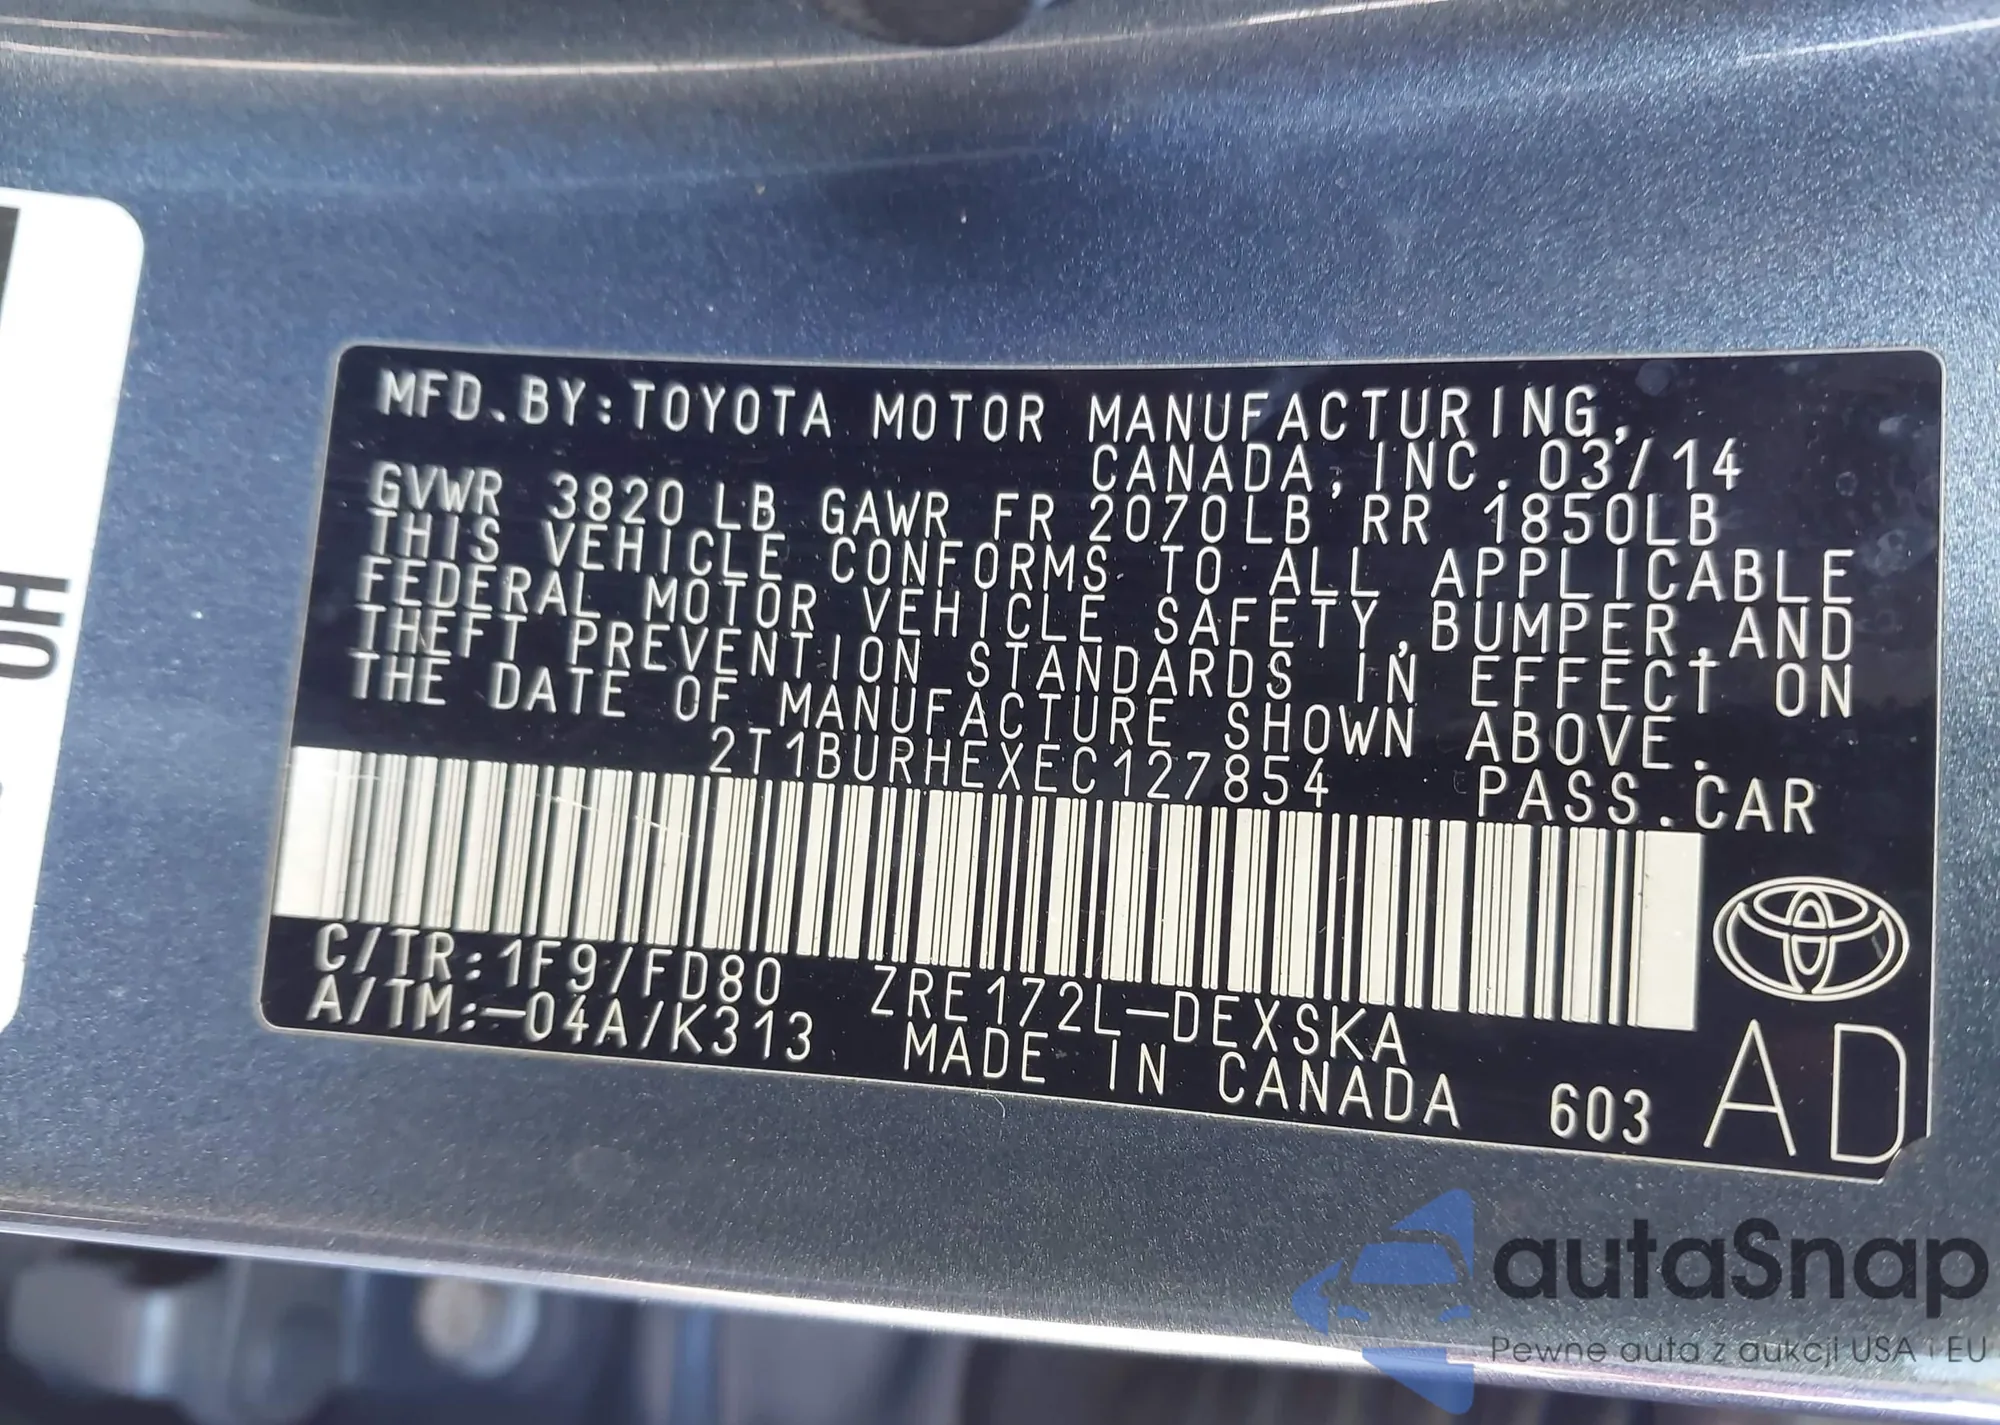 MFD.BY:TOYOTA MOTOR MANUFACTURING,
CANADA, INC. 03/14
GVWR 3820 LB GAWR FR 2070LB RR 1850LB
THIS VEHICLE CONFORMS TO ALL APPLICABLE
FEDERAL MOTOR VEHICLE SAFETY,BUMPER,AND
THEFT PREVENTION STANDARDS IN EFFECT ON
THE DATE OF MANUFACTURE SHOWN ABOVE.
2T1BURHEXEC127854 PASS.CAR
C/TR:1F9/FD80 ZRE172L-DEXSKA
A/TM:-04A/K313 MADE IN CANADA 603 AD
0H
autaSnap
Pewne auta z aukcji USA i EU